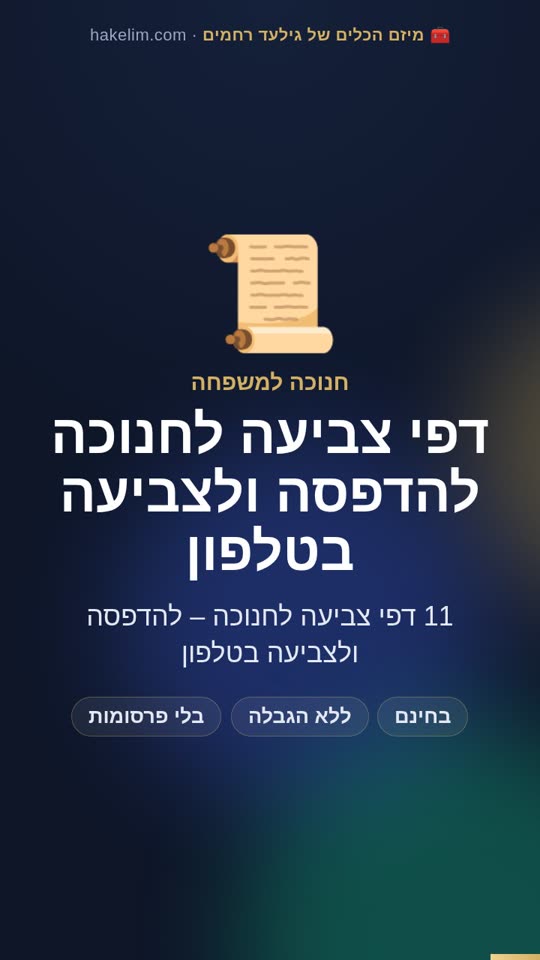 🧰 מיזם הכלים של גילעד רחמים · hakelim.com
חנוכה למשפחה
דפי צביעה לחנוכה
להדפסה ולצביעה
בטלפון
11 דפי צביעה לחנוכה – להדפסה
ולצביעה בטלפון
בחינם
ללא הגבלה
בלי פרסומות